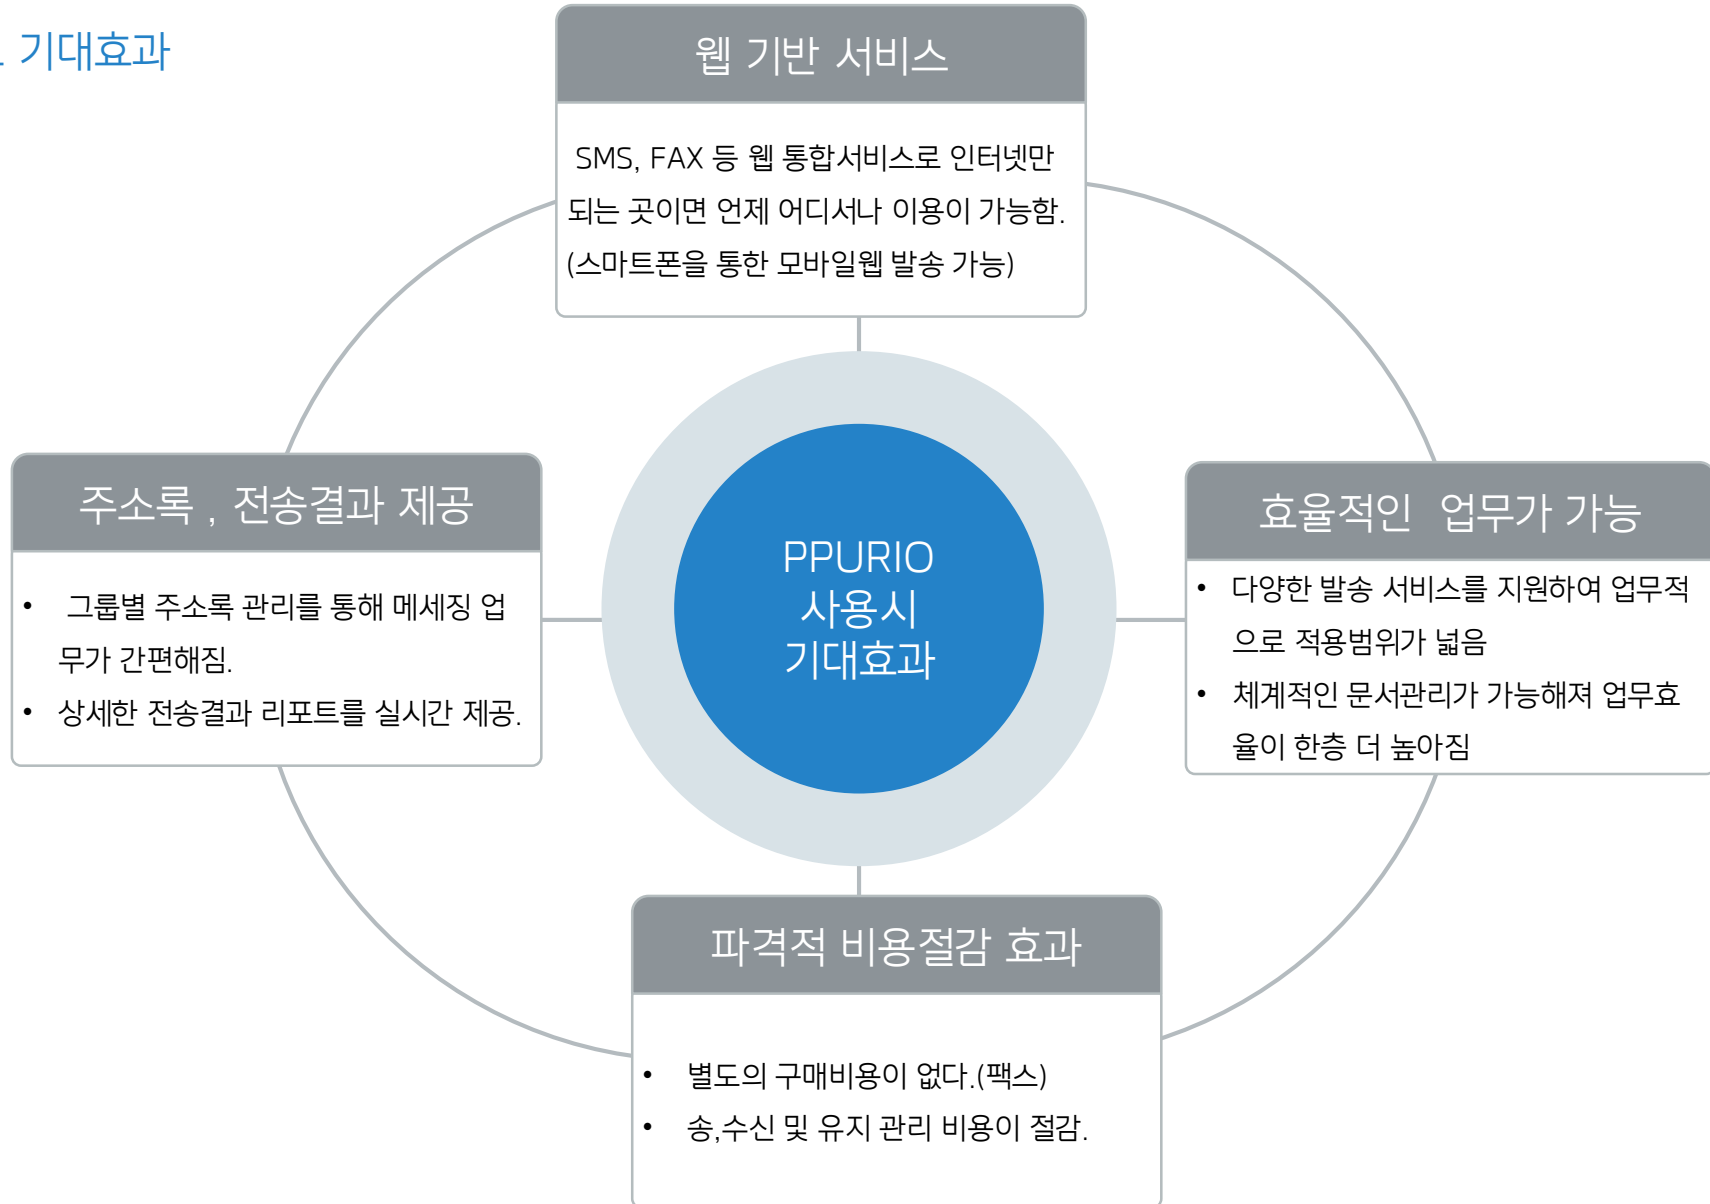 기대효과
웹 기반 서비스
SMS, FAX 등 웹 통합서비스로 인터넷만
되는 곳이면 언제 어디서나 이용이 가능함.
(스마트폰을 통한 모바일웹 발송 가능)
주소록 , 전송결과 제공
• 그룹별 주소록 관리를 통해 메세징 업
무가 간편해짐.
• 상세한 전송결과 리포트를 실시간 제공.
PPURIO
사용시
기대효과
효율적인 업무가 가능
• 다양한 발송 서비스를 지원하여 업무적
으로 적용범위가 넓음
• 체계적인 문서관리가 가능해져 업무효
율이 한층 더 높아짐
파격적 비용절감 효과
• 별도의 구매비용이 없다.(팩스)
• 송,수신 및 유지 관리 비용이 절감.